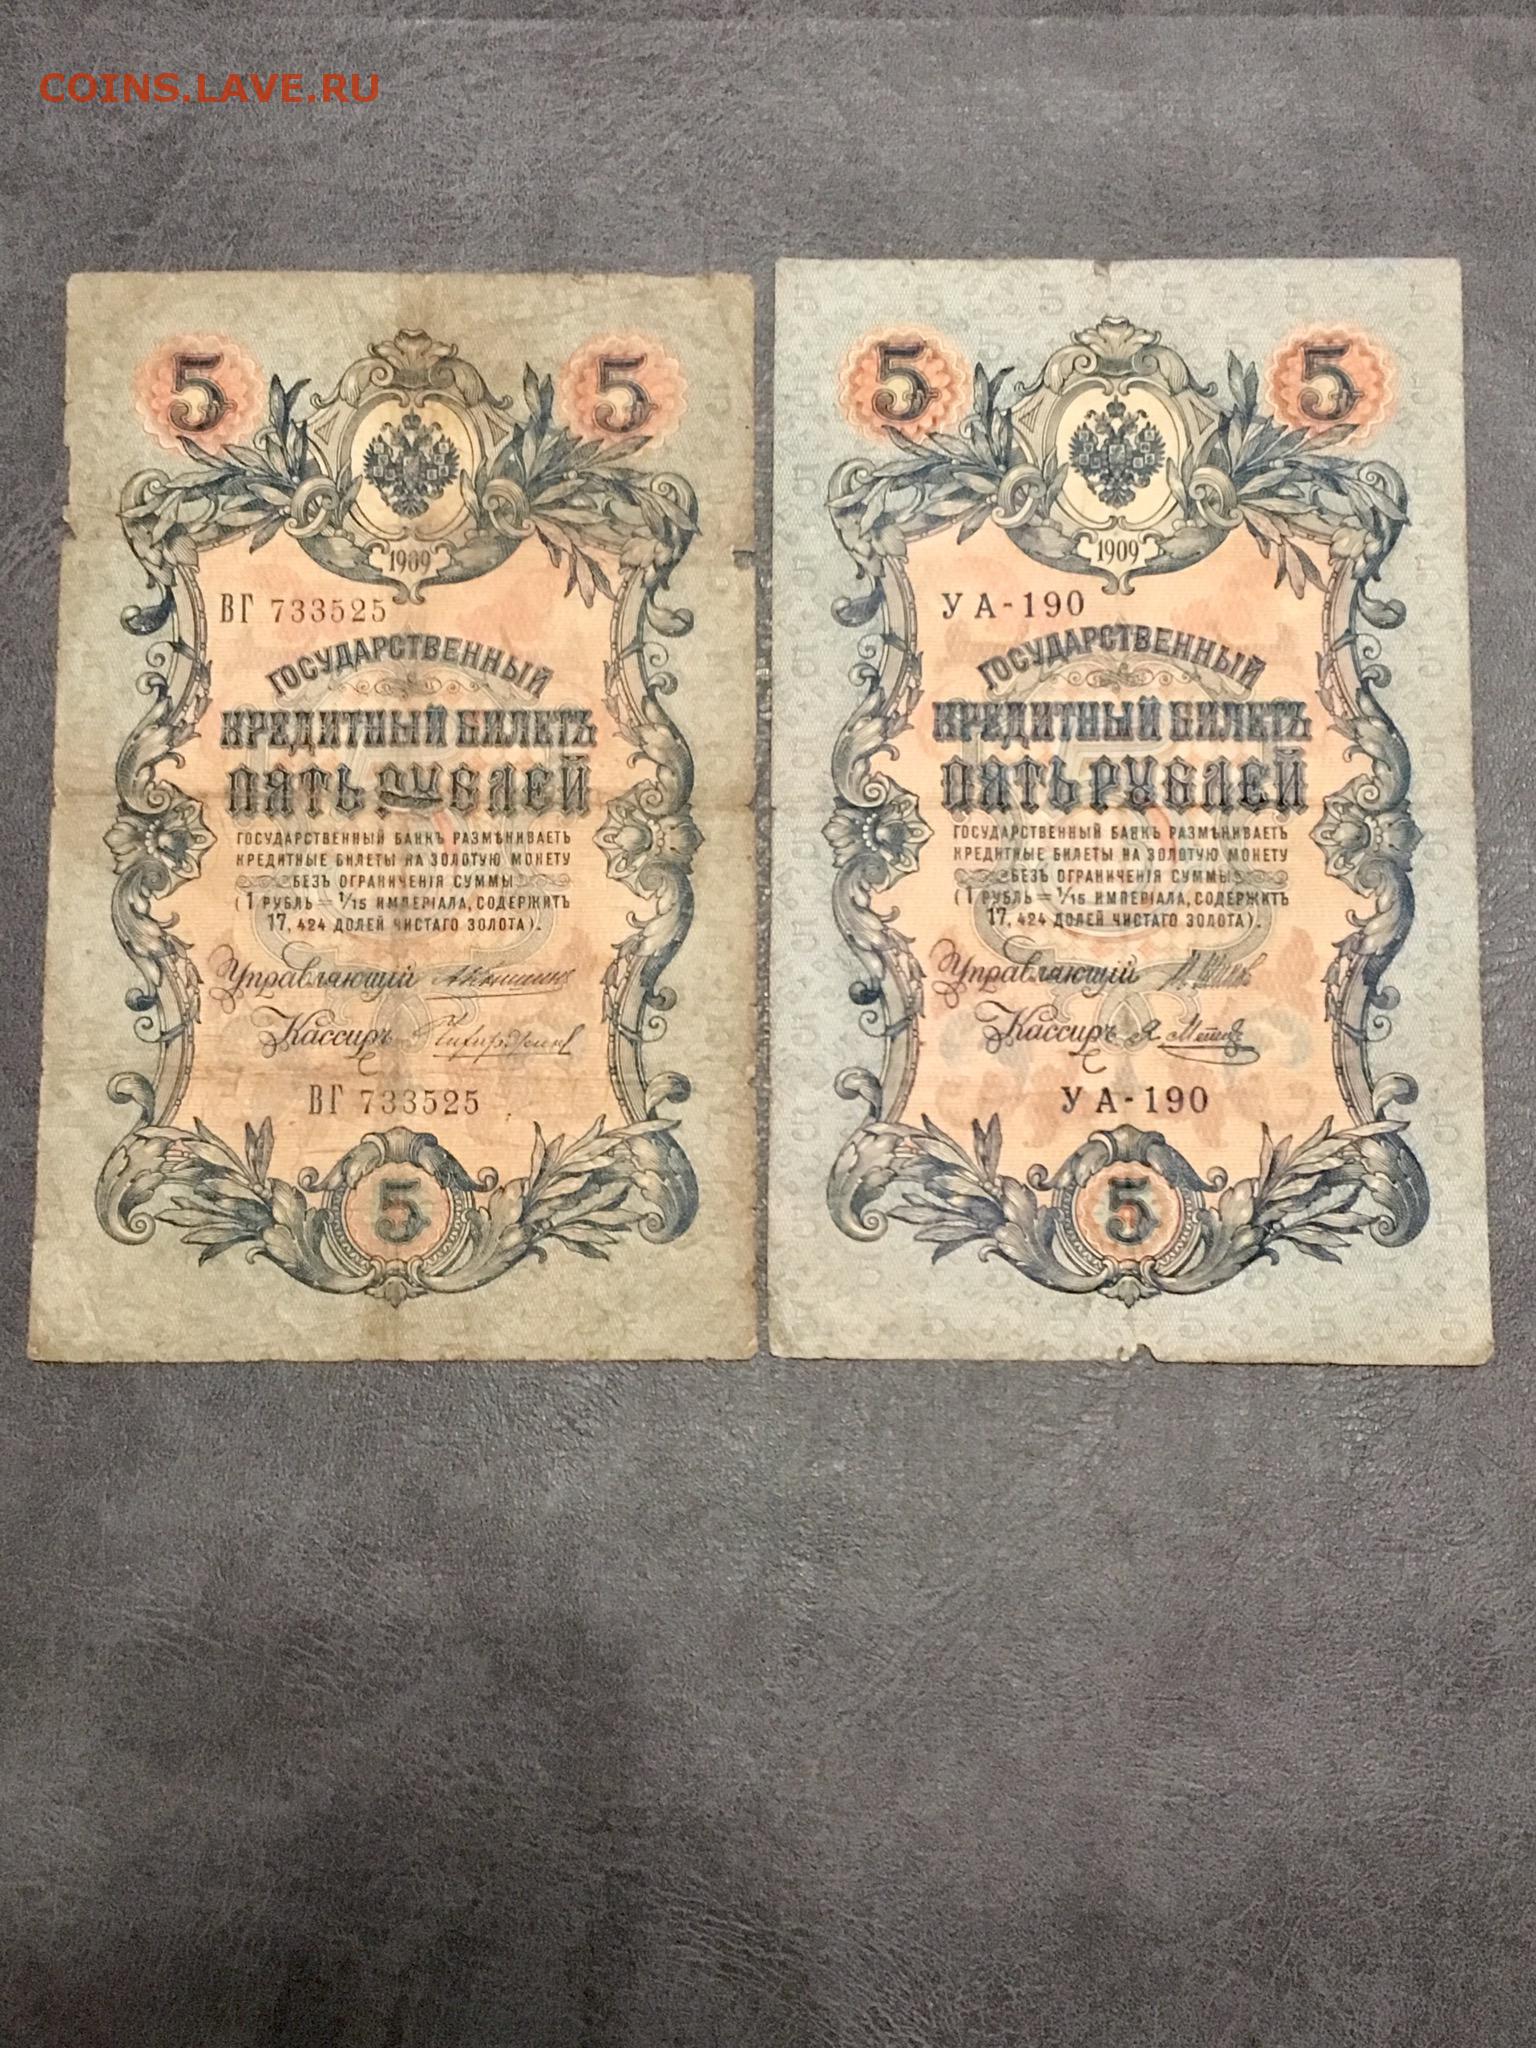 COINS.LAVE.RU
5 5
1909
ВГ 733525
ГОСУДАРСТВЕННЫЙ
КРЕДИТНЫЙ БИЛЕТЪ
ПЯТЬ РУБЛЕЙ
ГОСУДАРСТВЕННЫЙ БАНКЪ РАЗМѢНИВАЕТЪ
КРЕДИТНЫЕ БИЛЕТЫ НА ЗОЛОТУЮ МОНЕТУ
БЕЗЪ ОГРАНИЧЕНІЯ СУММЫ
(1 РУБЛЬ = 1/15 ИМПЕРІАЛА, СОДЕРЖИТЪ
17, 424 ДОЛЕЙ ЧИСТАГО ЗОЛОТА).
Управляющій
Кассиръ
ВГ 733525
5
5 5
1909
УА-190
ГОСУДАРСТВЕННЫЙ
КРЕДИТНЫЙ БИЛЕТЪ
ПЯТЬ РУБЛЕЙ
ГОСУДАРСТВЕННЫЙ БАНКЪ РАЗМѢНИВАЕТЪ
КРЕДИТНЫЕ БИЛЕТЫ НА ЗОЛОТУЮ МОНЕТУ
БЕЗЪ ОГРАНИЧЕНІЯ СУММЫ
(1 РУБЛЬ = 1/15 ИМПЕРІАЛА, СОДЕРЖИТЪ
17, 424 ДОЛЕЙ ЧИСТАГО ЗОЛОТА).
Управляющій
Кассиръ
УА-190
5